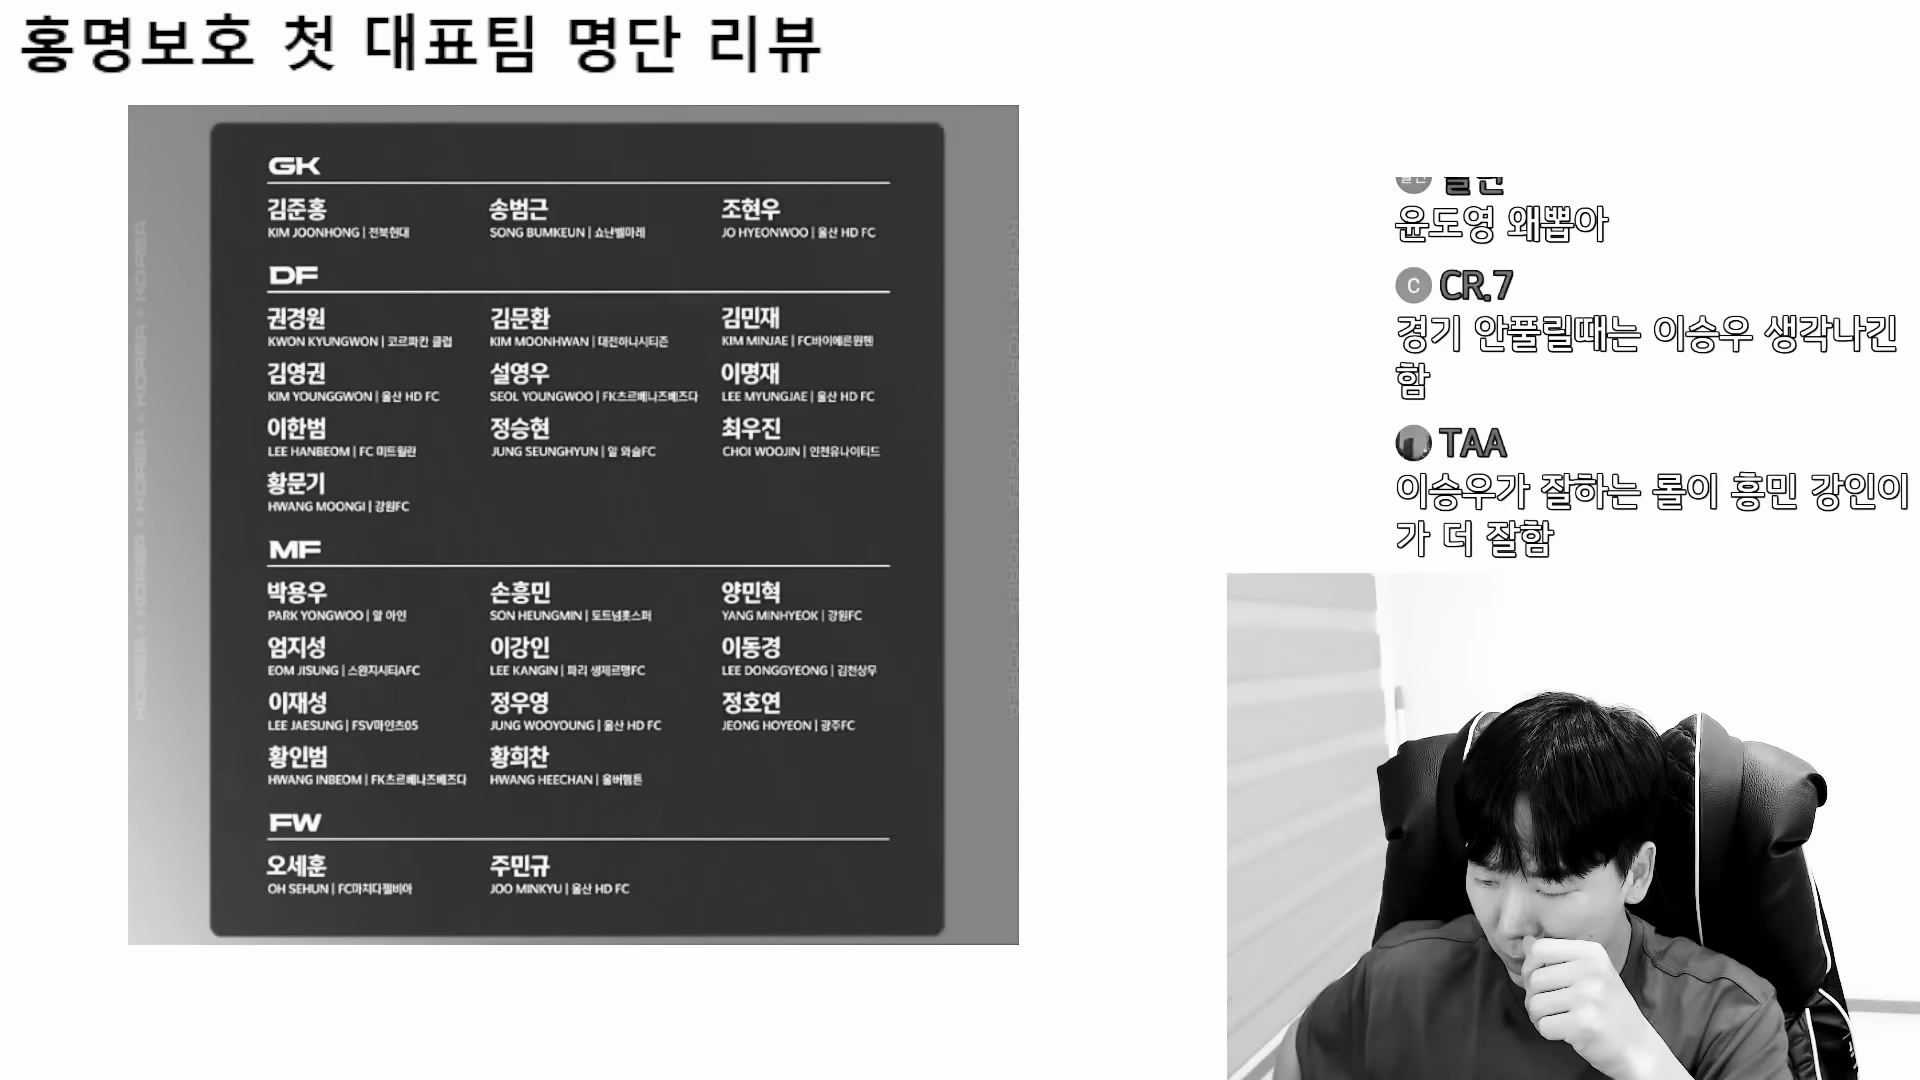 홍명보호 첫 대표팀 명단 리뷰
GK
김준홍 송범근 조현우
KIM JOONHONG | 전북현대 SONG BUMKEUN | 쇼난벨마레 JO HYEONWOO | 울산 HD FC
DF
권경원 김문환 김민재
KWON KYUNGWON | 코르파칸 클럽 KIM MOONHWAN | 대전하나시티즌 KIM MINJAE | FC바이에른뮌헨
김영권 설영우 이명재
KIM YOUNGGWON | 울산 HD FC SEOL YOUNGWOO | FK츠르베나즈베즈다 LEE MYUNGJAE | 울산 HD FC
이한범 정승현 최우진
LEE HANBEOM | FC 미트윌란 JUNG SEUNGHYUN | 알 와슬FC CHOI WOOJIN | 인천유나이티드
황문기
HWANG MOONGI | 강원FC
MF
박용우 손흥민 양민혁
PARK YONGWOO | 알 아인 SON HEUNGMIN | 토트넘홋스퍼 YANG MINHYEOK | 강원FC
엄지성 이강인 이동경
EOM JISUNG | 스완지시티AFC LEE KANGIN | 파리 생제르맹FC LEE DONGGYEONG | 김천상무
이재성 정우영 정호연
LEE JAESUNG | FSV마인츠05 JUNG WOOYOUNG | 울산 HD FC JEONG HOYEON | 광주FC
황인범 황희찬
HWANG INBEOM | FK츠르베나즈베즈다 HWANG HEECHAN | 울버햄튼
FW
오세훈 주민규
OH SEHUN | FC마치다젤비아 JOO MINKYU | 울산 HD FC
KOREA KOREA KOREA KOREA
KOREA KOREA KOREA KOREA
윤도영 왜뽑아
C CR.7
경기 안풀릴때는 이승우 생각나긴
함
TAA
이승우가 잘하는 롤이 흥민 강인이
가 더 잘함